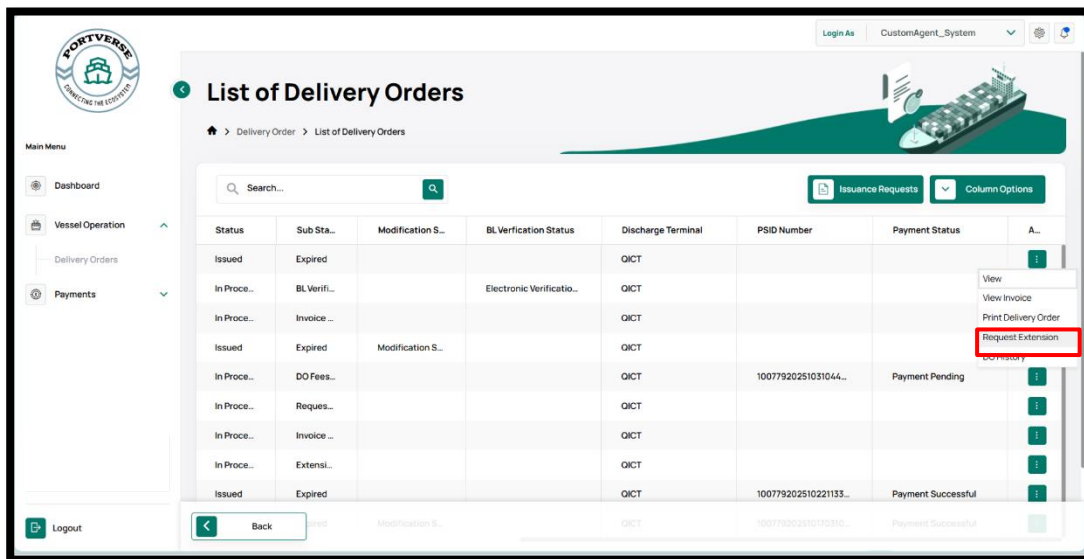 PORTVERSE
CONNECTING THE ECOSYSTEM
Login As CustomAgent_System
List of Delivery Orders
Delivery Order > List of Delivery Orders
Main Menu
Dashboard
Vessel Operation
Delivery Orders
Payments
Logout
Search...
Issuance Requests
Column Options
Status Sub Sta... Modification S... BL Verfication Status Discharge Terminal PSID Number Payment Status A...
Issued Expired QICT
In Proce... BL Verifi... Electronic Verificatio... QICT
In Proce... Invoice ... QICT
Issued Expired Modification S... QICT
In Proce... DO Fees... QICT 10077920251031044... Payment Pending
In Proce... Reques... QICT
In Proce... Invoice ... QICT
In Proce... Extensi... QICT
Issued Expired QICT 100779202510221133... Payment Successful
Modification S... QICT Payment Successful
View
View Invoice
Print Delivery Order
Request Extension
DO History
Back